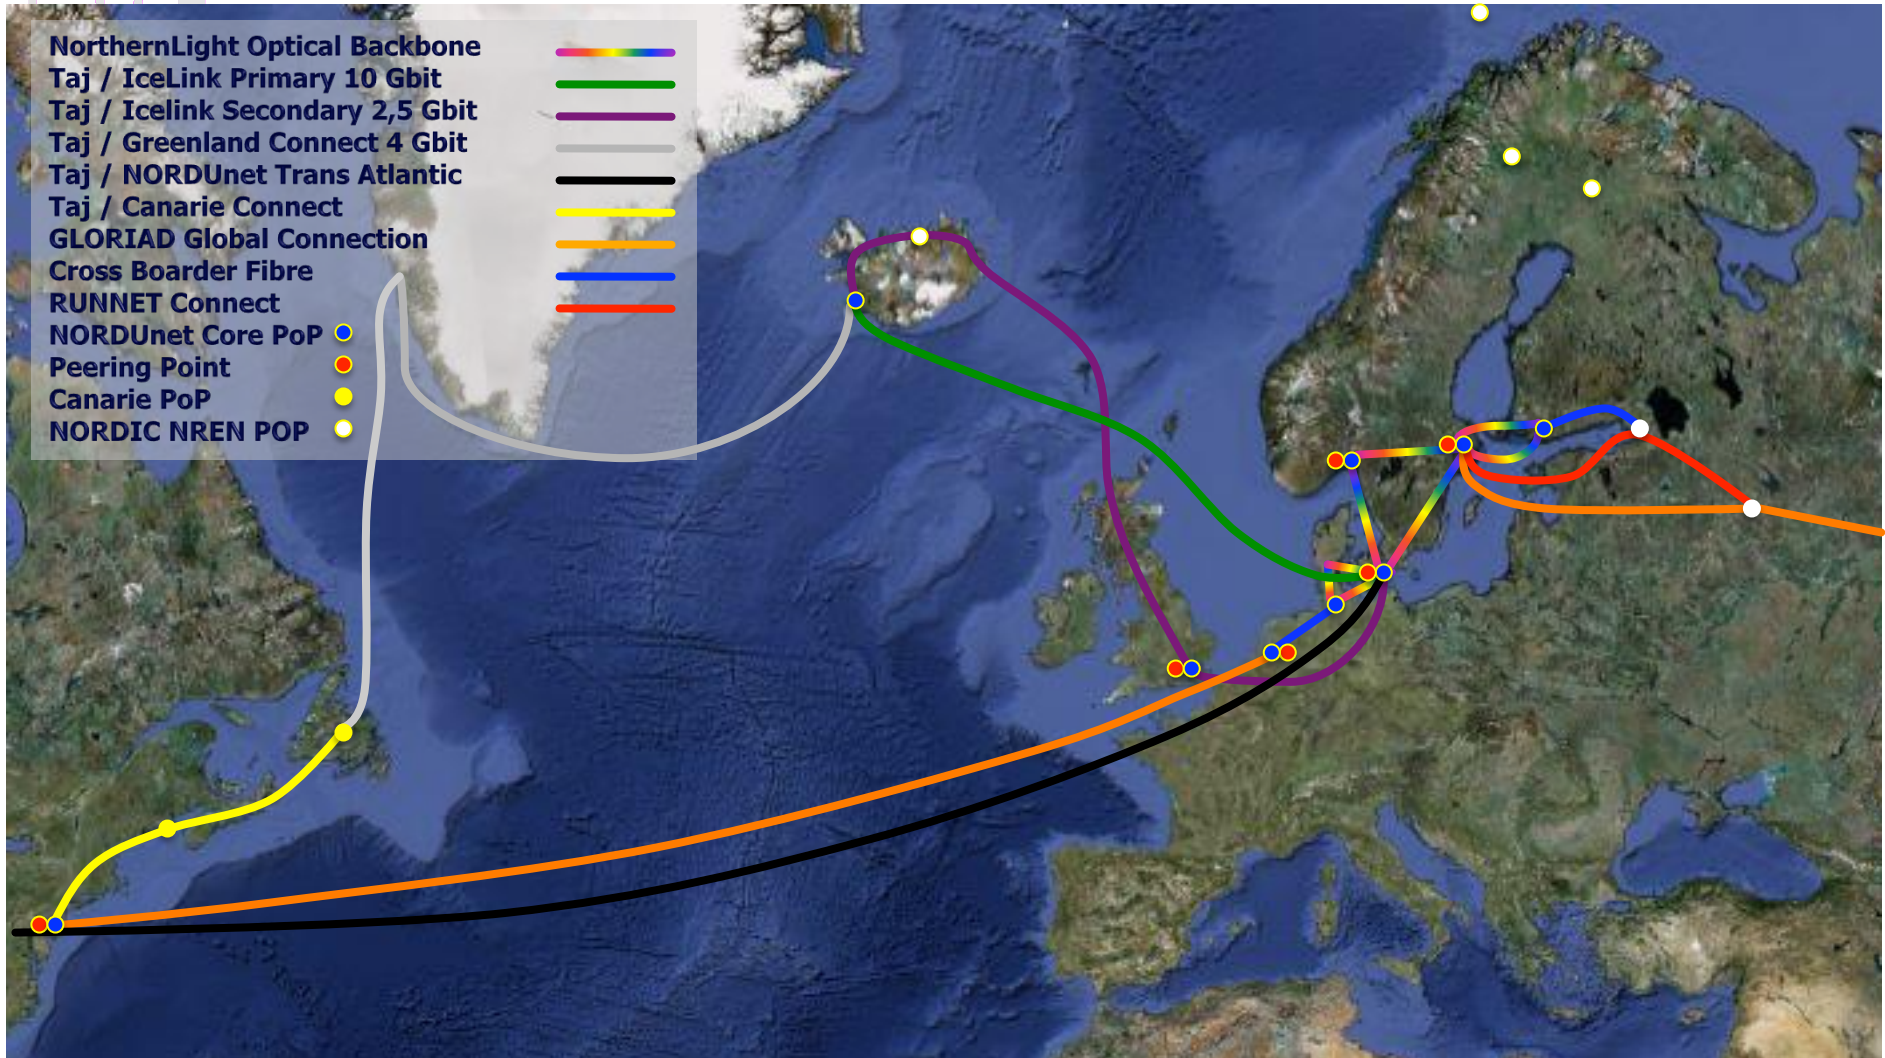 NorthernLight Optical Backbone
Taj / IceLink Primary 10 Gbit
Taj / Icelink Secondary 2,5 Gbit
Taj / Greenland Connect 4 Gbit
Taj / NORDUnet Trans Atlantic
Taj / Canarie Connect
GLORIAD Global Connection
Cross Boarder Fibre
RUNNET Connect
NORDUnet Core PoP
Peering Point
Canarie PoP
NORDIC NREN POP